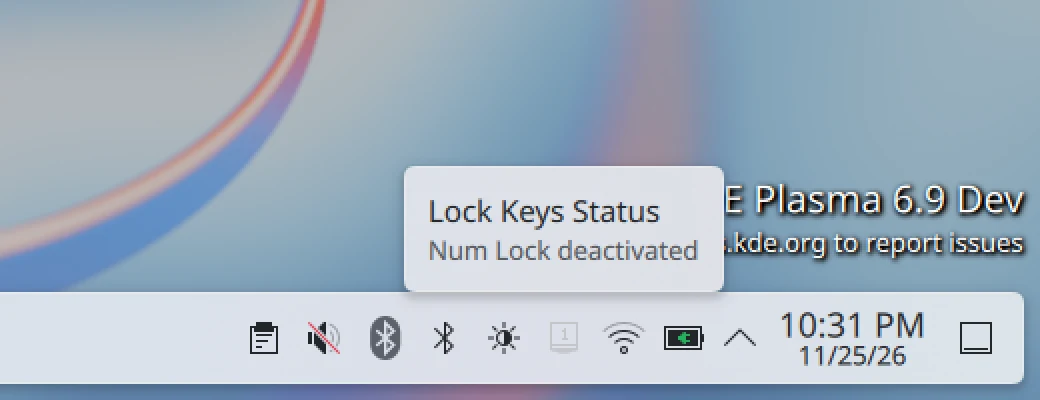 Lock Keys Status
Num Lock deactivated
E Plasma 6.9 Dev
.kde.org to report issues
1
10:31 PM
11/25/26